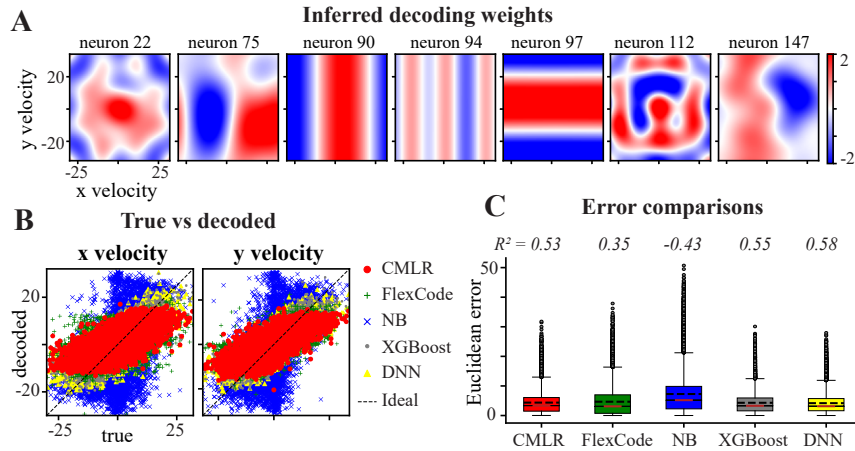 A
Inferred decoding weights
neuron 22 neuron 75 neuron 90 neuron 94 neuron 97 neuron 112 neuron 147
y velocity
20
-20
-25 25
x velocity
2
-2
B
True vs decoded
x velocity y velocity
decoded
20
-20
-25 25
true
CMLR
FlexCode
NB
XGBoost
DNN
Ideal
C
Error comparisons
R² = 0.53 0.35 -0.43 0.55 0.58
Euclidean error
50
0
CMLR FlexCode NB XGBoost DNN